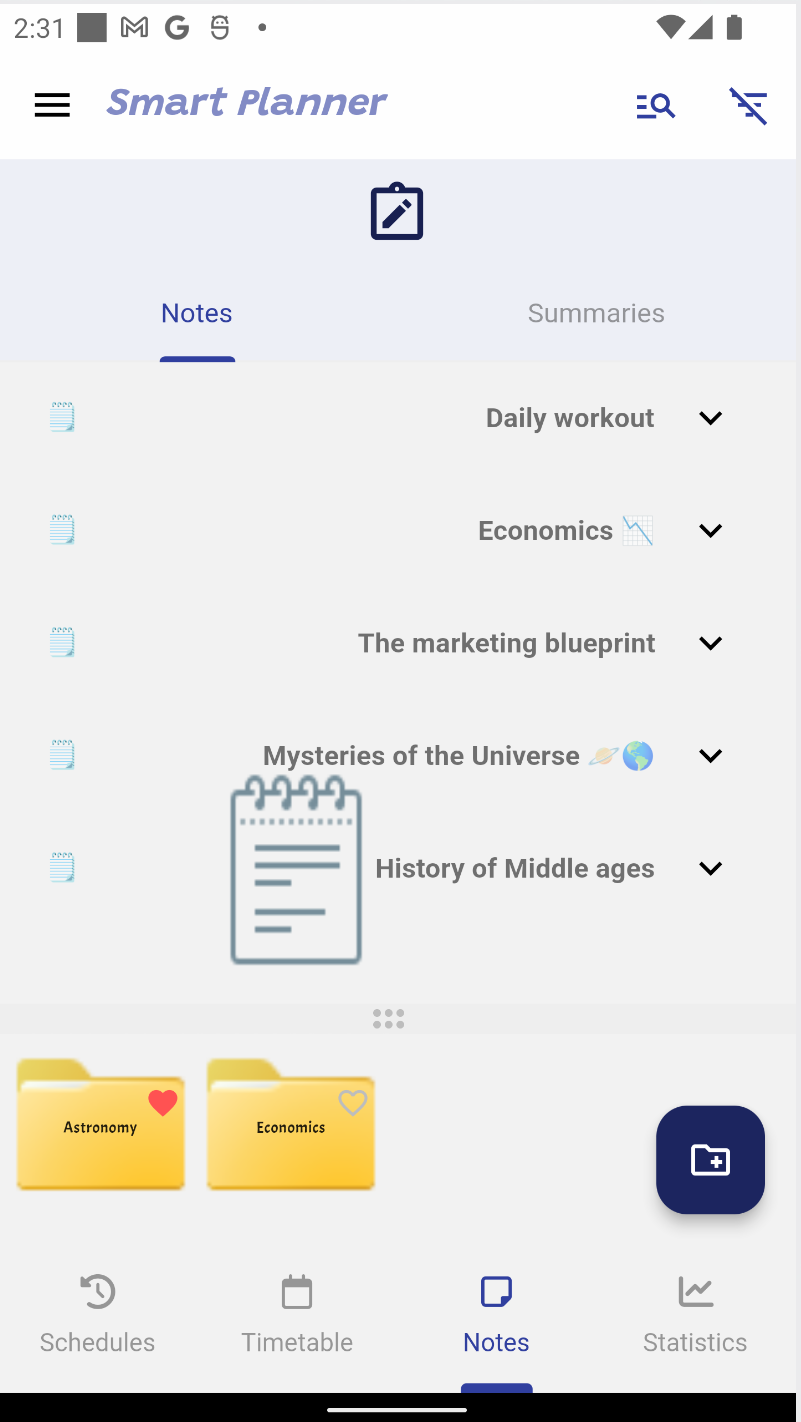 2:31
Smart Planner
Notes
Summaries
Daily workout
Economics 📉
The marketing blueprint
Mysteries of the Universe 🪐🌎
History of Middle ages
Astronomy
Economics
Schedules
Timetable
Notes
Statistics